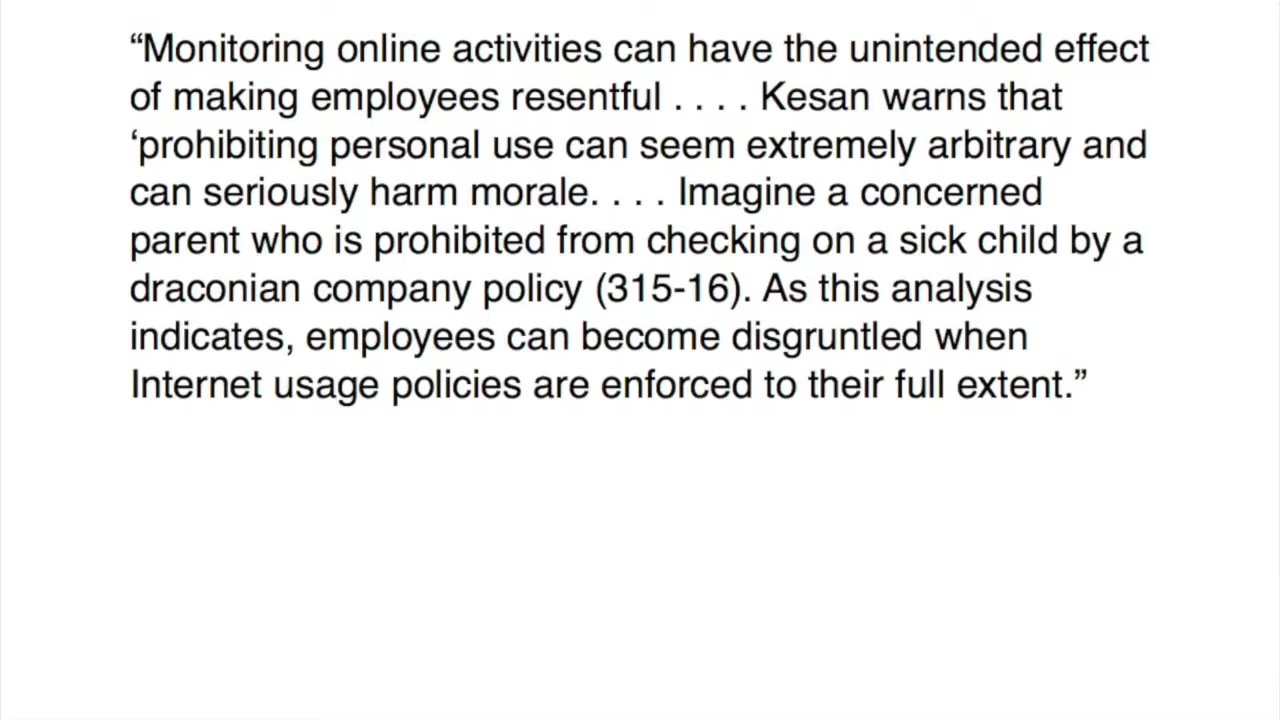 “Monitoring online activities can have the unintended effect
of making employees resentful . . . . Kesan warns that
‘prohibiting personal use can seem extremely arbitrary and
can seriously harm morale. . . . Imagine a concerned
parent who is prohibited from checking on a sick child by a
draconian company policy (315-16). As this analysis
indicates, employees can become disgruntled when
Internet usage policies are enforced to their full extent.”